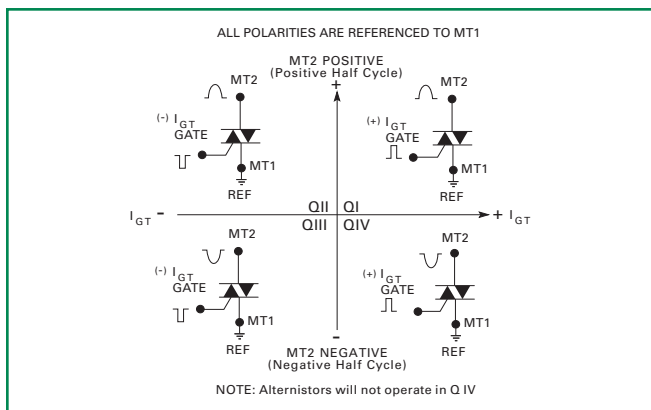 ALL POLARITIES ARE REFERENCED TO MT1
MT2 POSITIVE
(Positive Half Cycle)
+
MT2
(-) IGT
GATE
MT1
REF
MT2
(+) IGT
GATE
MT1
REF
IGT -
QII QI
QIII QIV
+ IGT
MT2
(-) IGT
GATE
MT1
REF
MT2
(+) IGT
GATE
MT1
REF
-
MT2 NEGATIVE
(Negative Half Cycle)
NOTE: Alternistors will not operate in Q IV